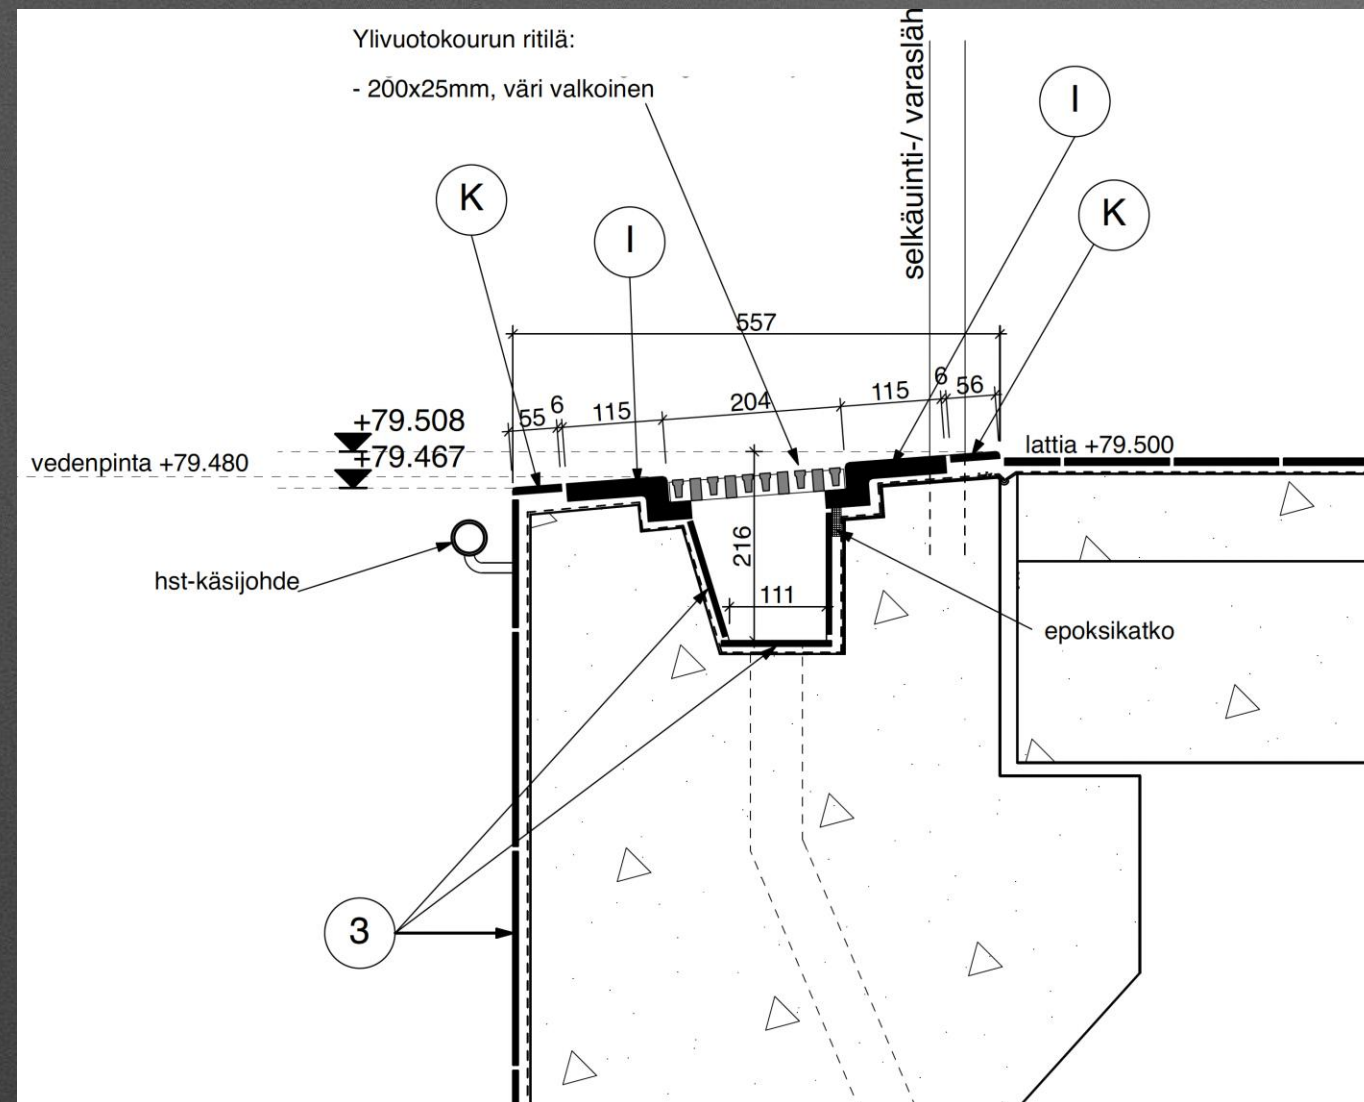 Ylivuotokourun ritilä:
- 200x25mm, väri valkoinen
selkäuinti-/ varasläh
I
K
K
I
557
55
6
115
204
115
6
56
+79.508
+79.467
vedenpinta +79.480
lattia +79.500
216
111
hst-käsijohde
epoksikatko
3